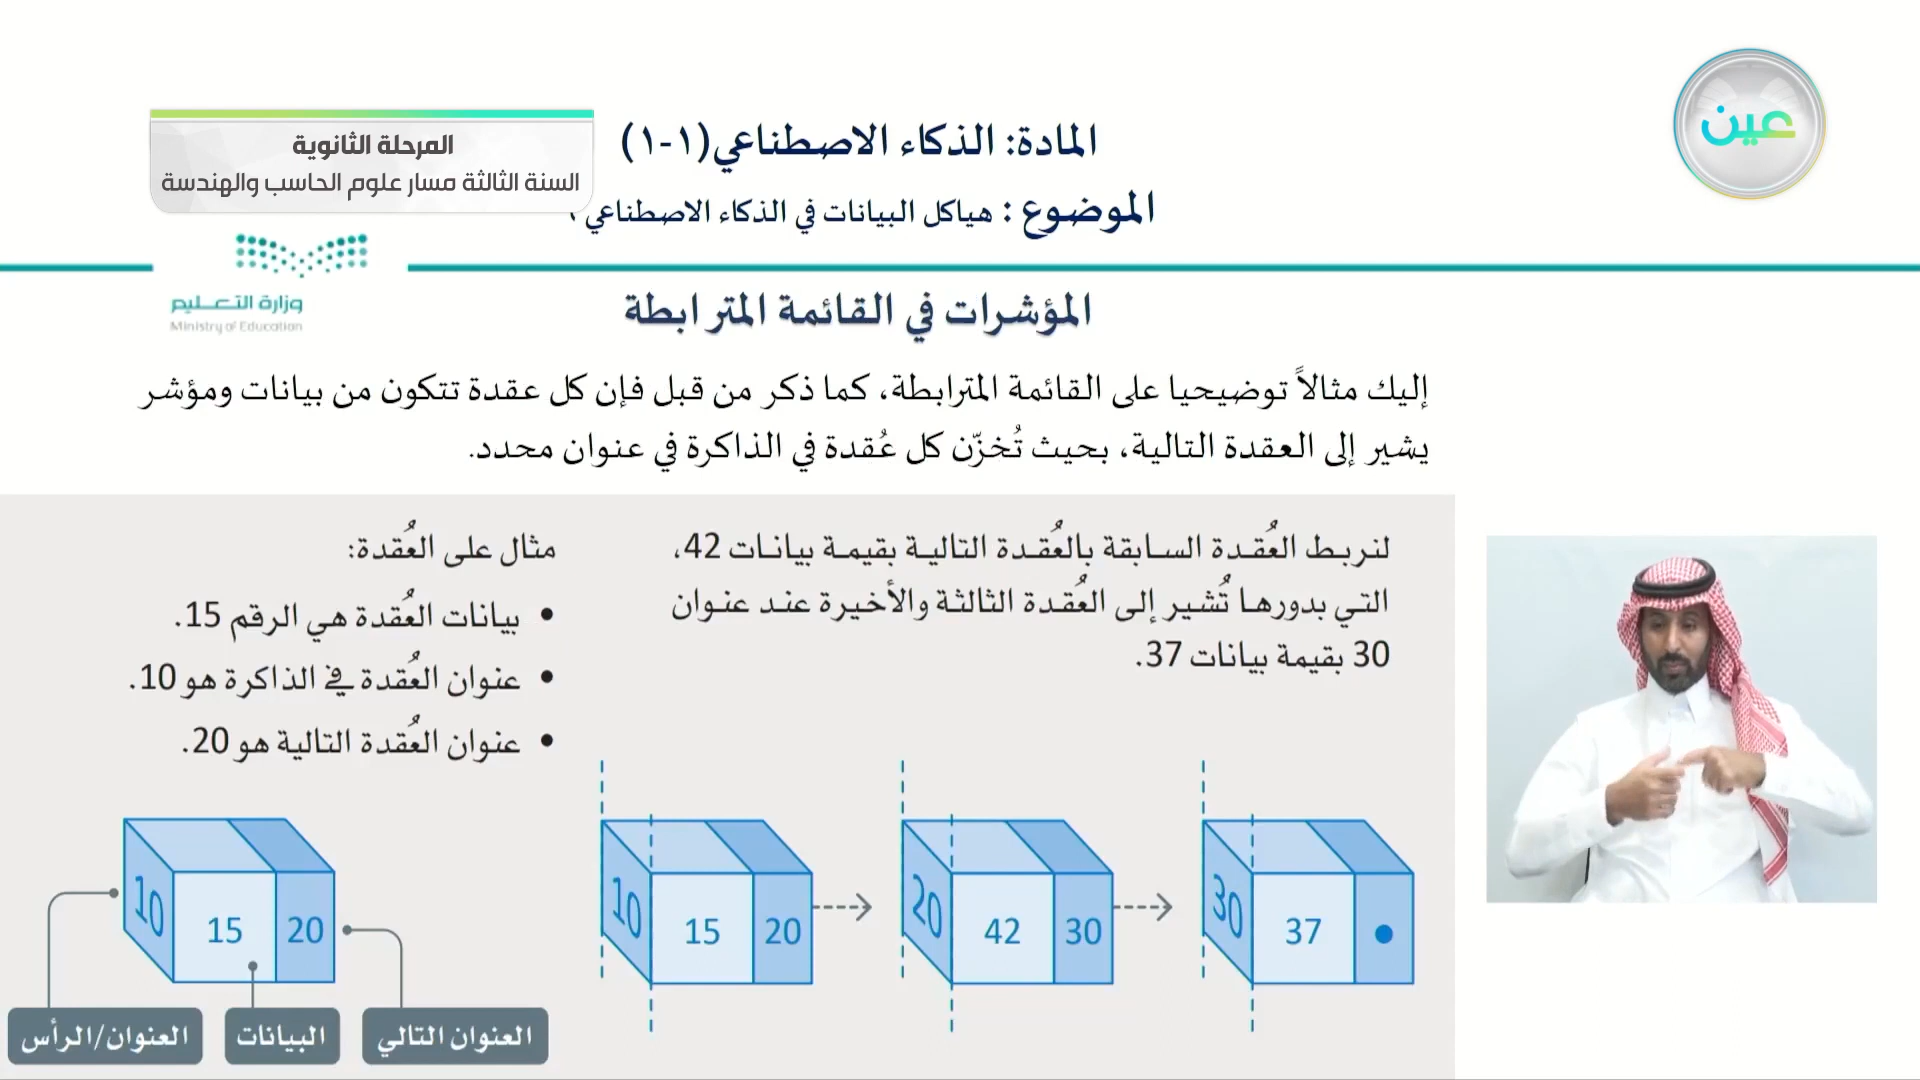 عين
المرحلة الثانوية
السنة الثالثة مسار علوم الحاسب والهندسة
المادة: الذكاء الاصطناعي(١-١)
الموضوع : هياكل البيانات في الذكاء الاصطناعي
وزارة التعليم
Ministry of Education
المؤشرات في القائمة المترابطة
إليك مثالاً توضيحيا على القائمة المترابطة، كما ذكر من قبل فإن كل عقدة تتكون من بيانات ومؤشر
يشير إلى العقدة التالية، بحيث تُخزّن كل عُقدة في الذاكرة في عنوان محدد.
لنربط العُقدة السابقة بالعُقدة التالية بقيمة بيانات 42،
التي بدورها تُشير إلى العُقدة الثالثة والأخيرة عند عنوان
30 بقيمة بيانات 37.
مثال على العُقدة:
• بيانات العُقدة هي الرقم 15.
• عنوان العُقدة في الذاكرة هو 10.
• عنوان العُقدة التالية هو 20.
10 15 20
العنوان/الرأس
البيانات
العنوان التالي
10 15 20
20 42 30
30 37